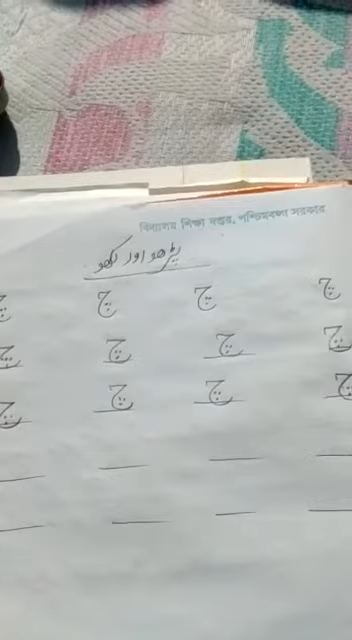 বিদ্যালয় শিক্ষা দপ্তর, পশ্চিমবঙ্গ সরকার
پڑھو اور لکھو
چ چ چ چ
چ چ چ چ
چ چ چ چ